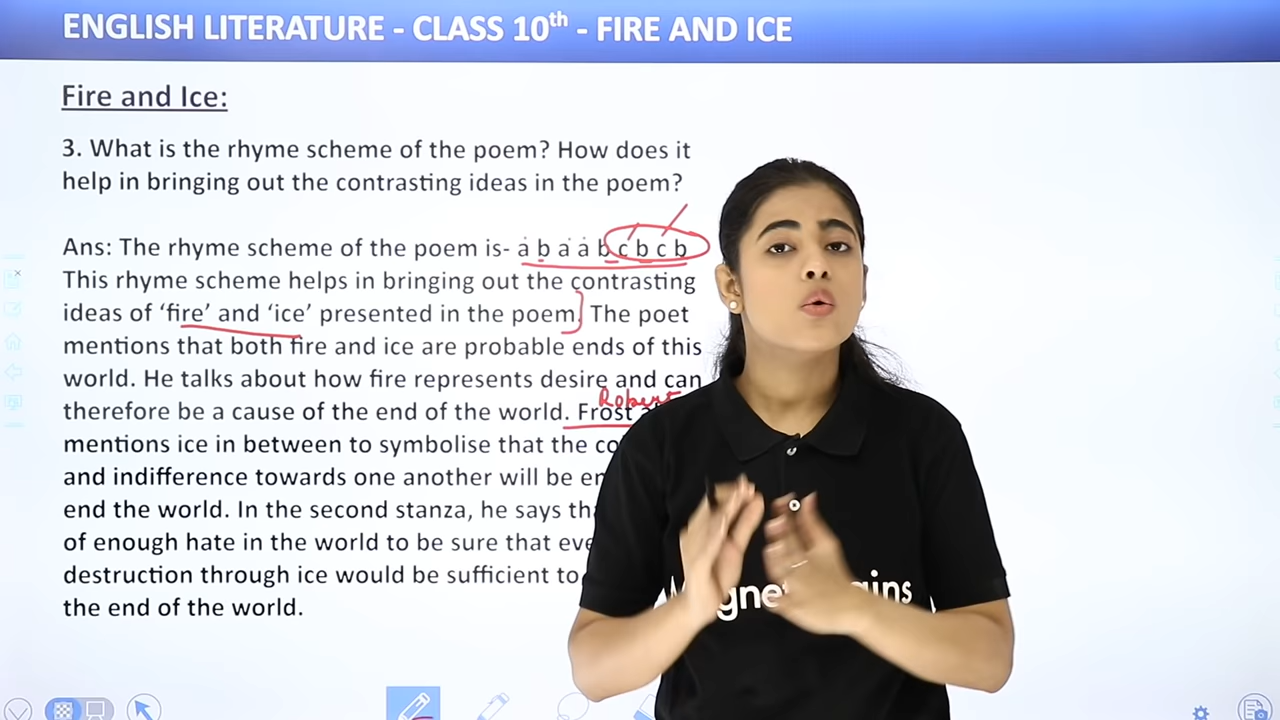 ENGLISH LITERATURE - CLASS 10th - FIRE AND ICE
Fire and Ice:
3. What is the rhyme scheme of the poem? How does it
help in bringing out the contrasting ideas in the poem?
Ans: The rhyme scheme of the poem is- a b a a b c b c b
This rhyme scheme helps in bringing out the contrasting
ideas of ‘fire’ and ‘ice’ presented in the poem. The poet
mentions that both fire and ice are probable ends of this
world. He talks about how fire represents desire and can
Robert
therefore be a cause of the end of the world. Frost
mentions ice in between to symbolise that the
and indifference towards one another will be
end the world. In the second stanza, he says
of enough hate in the world to be sure that
destruction through ice would be sufficient to
the end of the world.